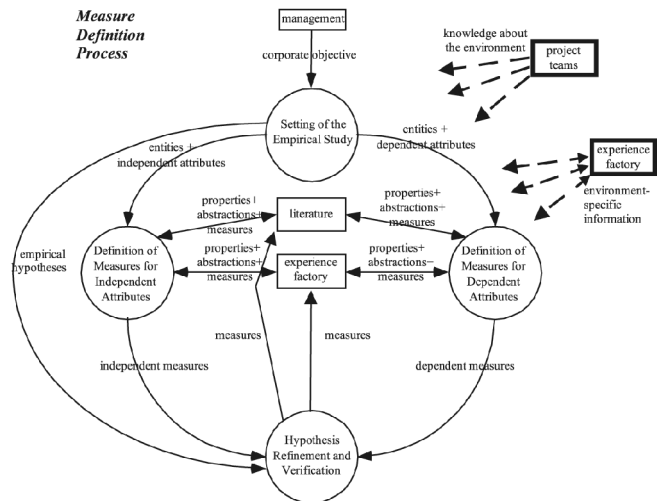 Measure
Definition
Process
management
corporate objective
knowledge about
the environment
project
teams
Setting of the
Empirical Study
entities +
independent attributes
entities +
dependent attributes
experience
factory
environment-
specific
information
properties+
abstractions+
measures
literature
properties+
abstractions+
measures
empirical
hypotheses
Definition of
Measures for
Independent Attributes
properties+
abstractions+
measures
experience
factory
properties+
abstractions+
measures
Definition of
Measures for
Dependent Attributes
measures
measures
independent measures
dependent measures
Hypothesis
Refinement and
Verification